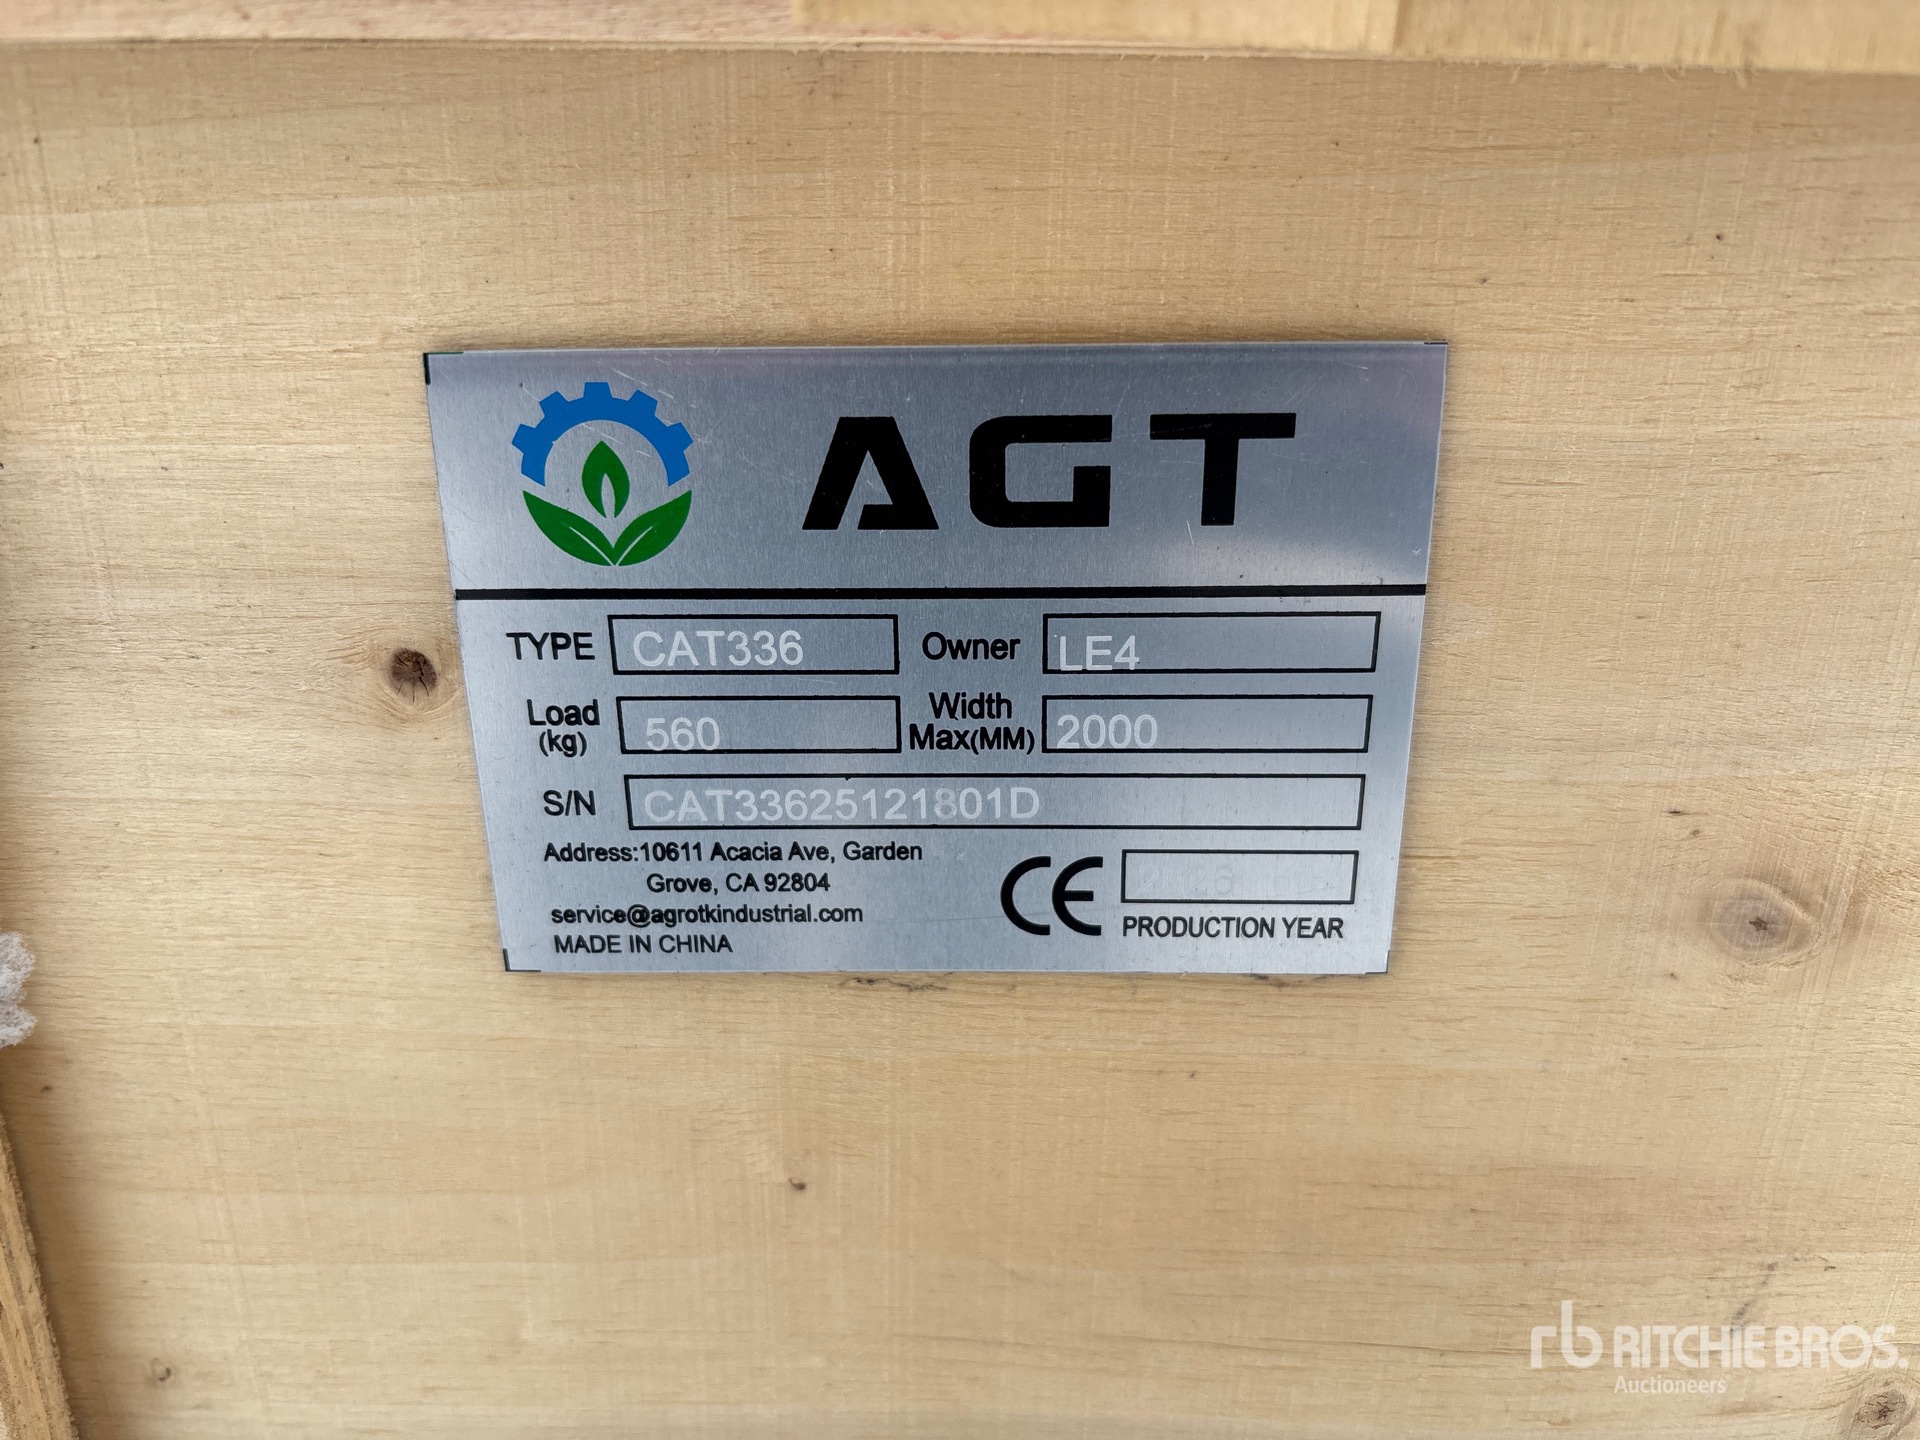 AGT
TYPE CAT336 Owner LE4
Load (kg) 560 Width Max(MM) 2000
S/N CAT33625121801D
Address:10611 Acacia Ave, Garden
Grove, CA 92804
service@agrotkindustrial.com
MADE IN CHINA
CE
PRODUCTION YEAR
rb RITCHIE BROS.
Auctioneers